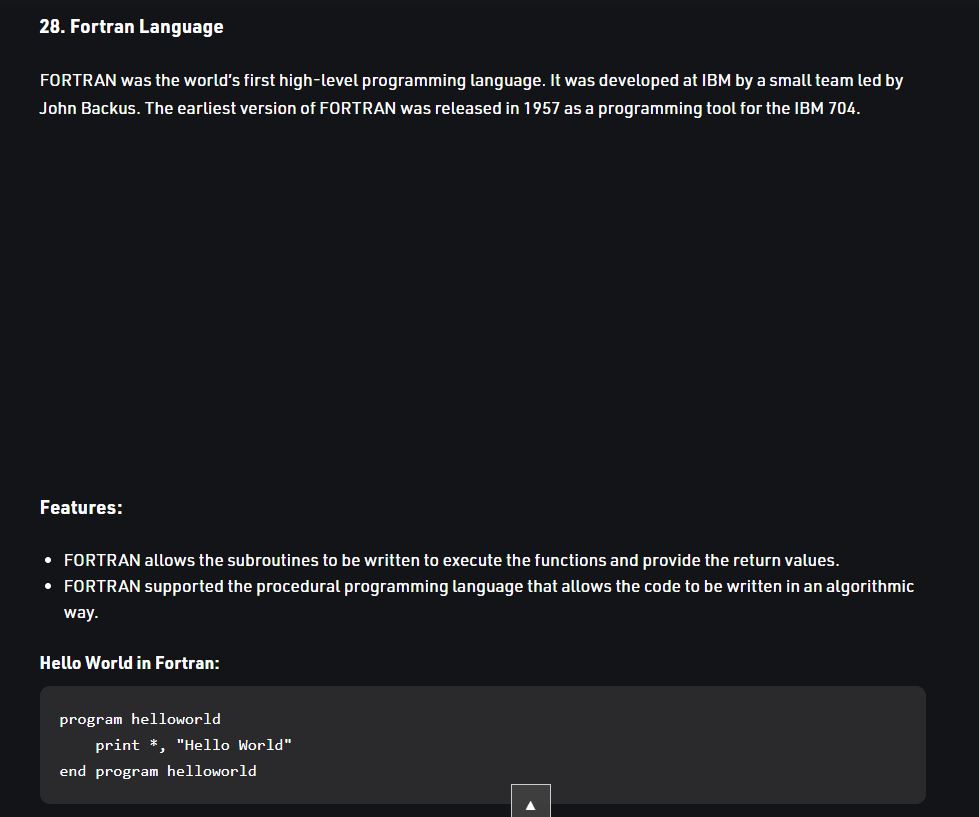 28. Fortran Language
FORTRAN was the world's first high-level programming language. It was developed at IBM by a small team led by
John Backus. The earliest version of FORTRAN was released in 1957 as a programming tool for the IBM 704.
Features:
• FORTRAN allows the subroutines to be written to execute the functions and provide the return values.
• FORTRAN supported the procedural programming language that allows the code to be written in an algorithmic
way.
Hello World in Fortran:
program helloworld
    print *, "Hello World"
end program helloworld
▲